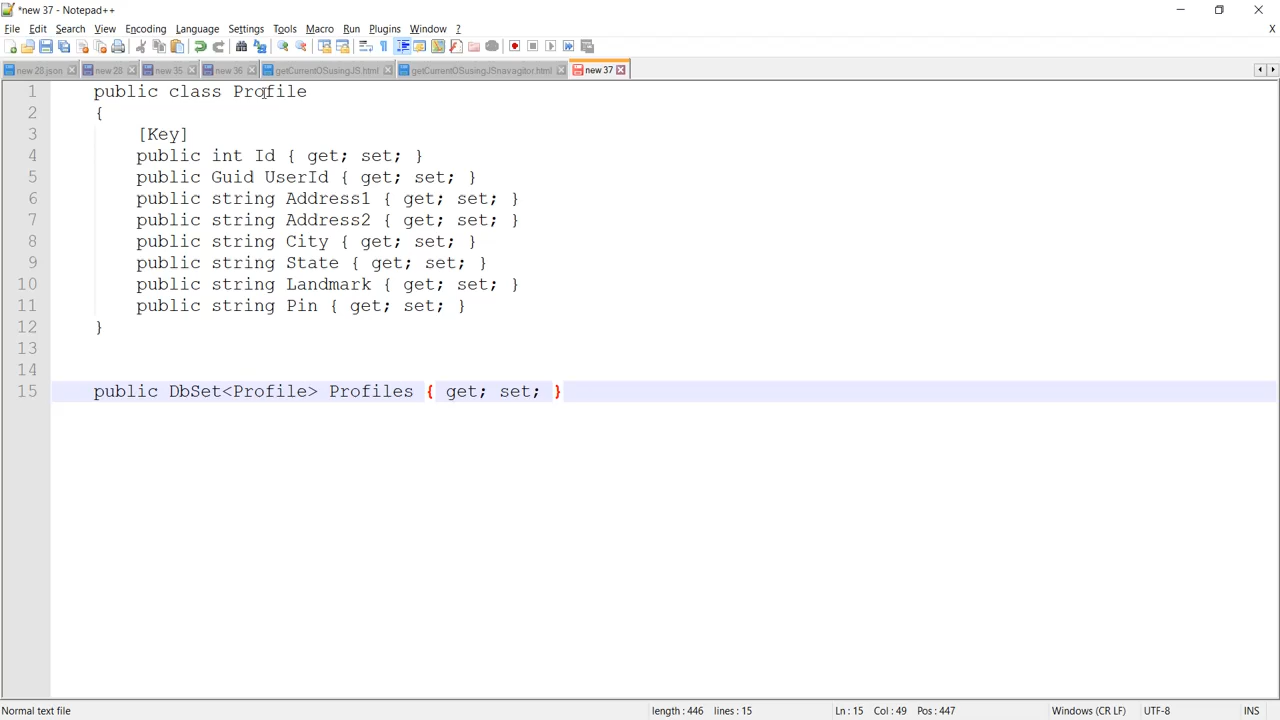 *new 37 - Notepad++
File Edit Search View Encoding Language Settings Tools Macro Run Plugins Window ? X
new 28.json new 28 new 35 new 36 getCurrentOSusingJS.html getCurrentOSusingJSnavagitor.html new 37
1 public class Profile
2 {
3 [Key]
4 public int Id { get; set; }
5 public Guid UserId { get; set; }
6 public string Address1 { get; set; }
7 public string Address2 { get; set; }
8 public string City { get; set; }
9 public string State { get; set; }
10 public string Landmark { get; set; }
11 public string Pin { get; set; }
12 }
13
14
15 public DbSet<Profile> Profiles { get; set; }
Normal text file length : 446 lines : 15 Ln : 15 Col : 49 Pos : 447 Windows (CR LF) UTF-8 INS